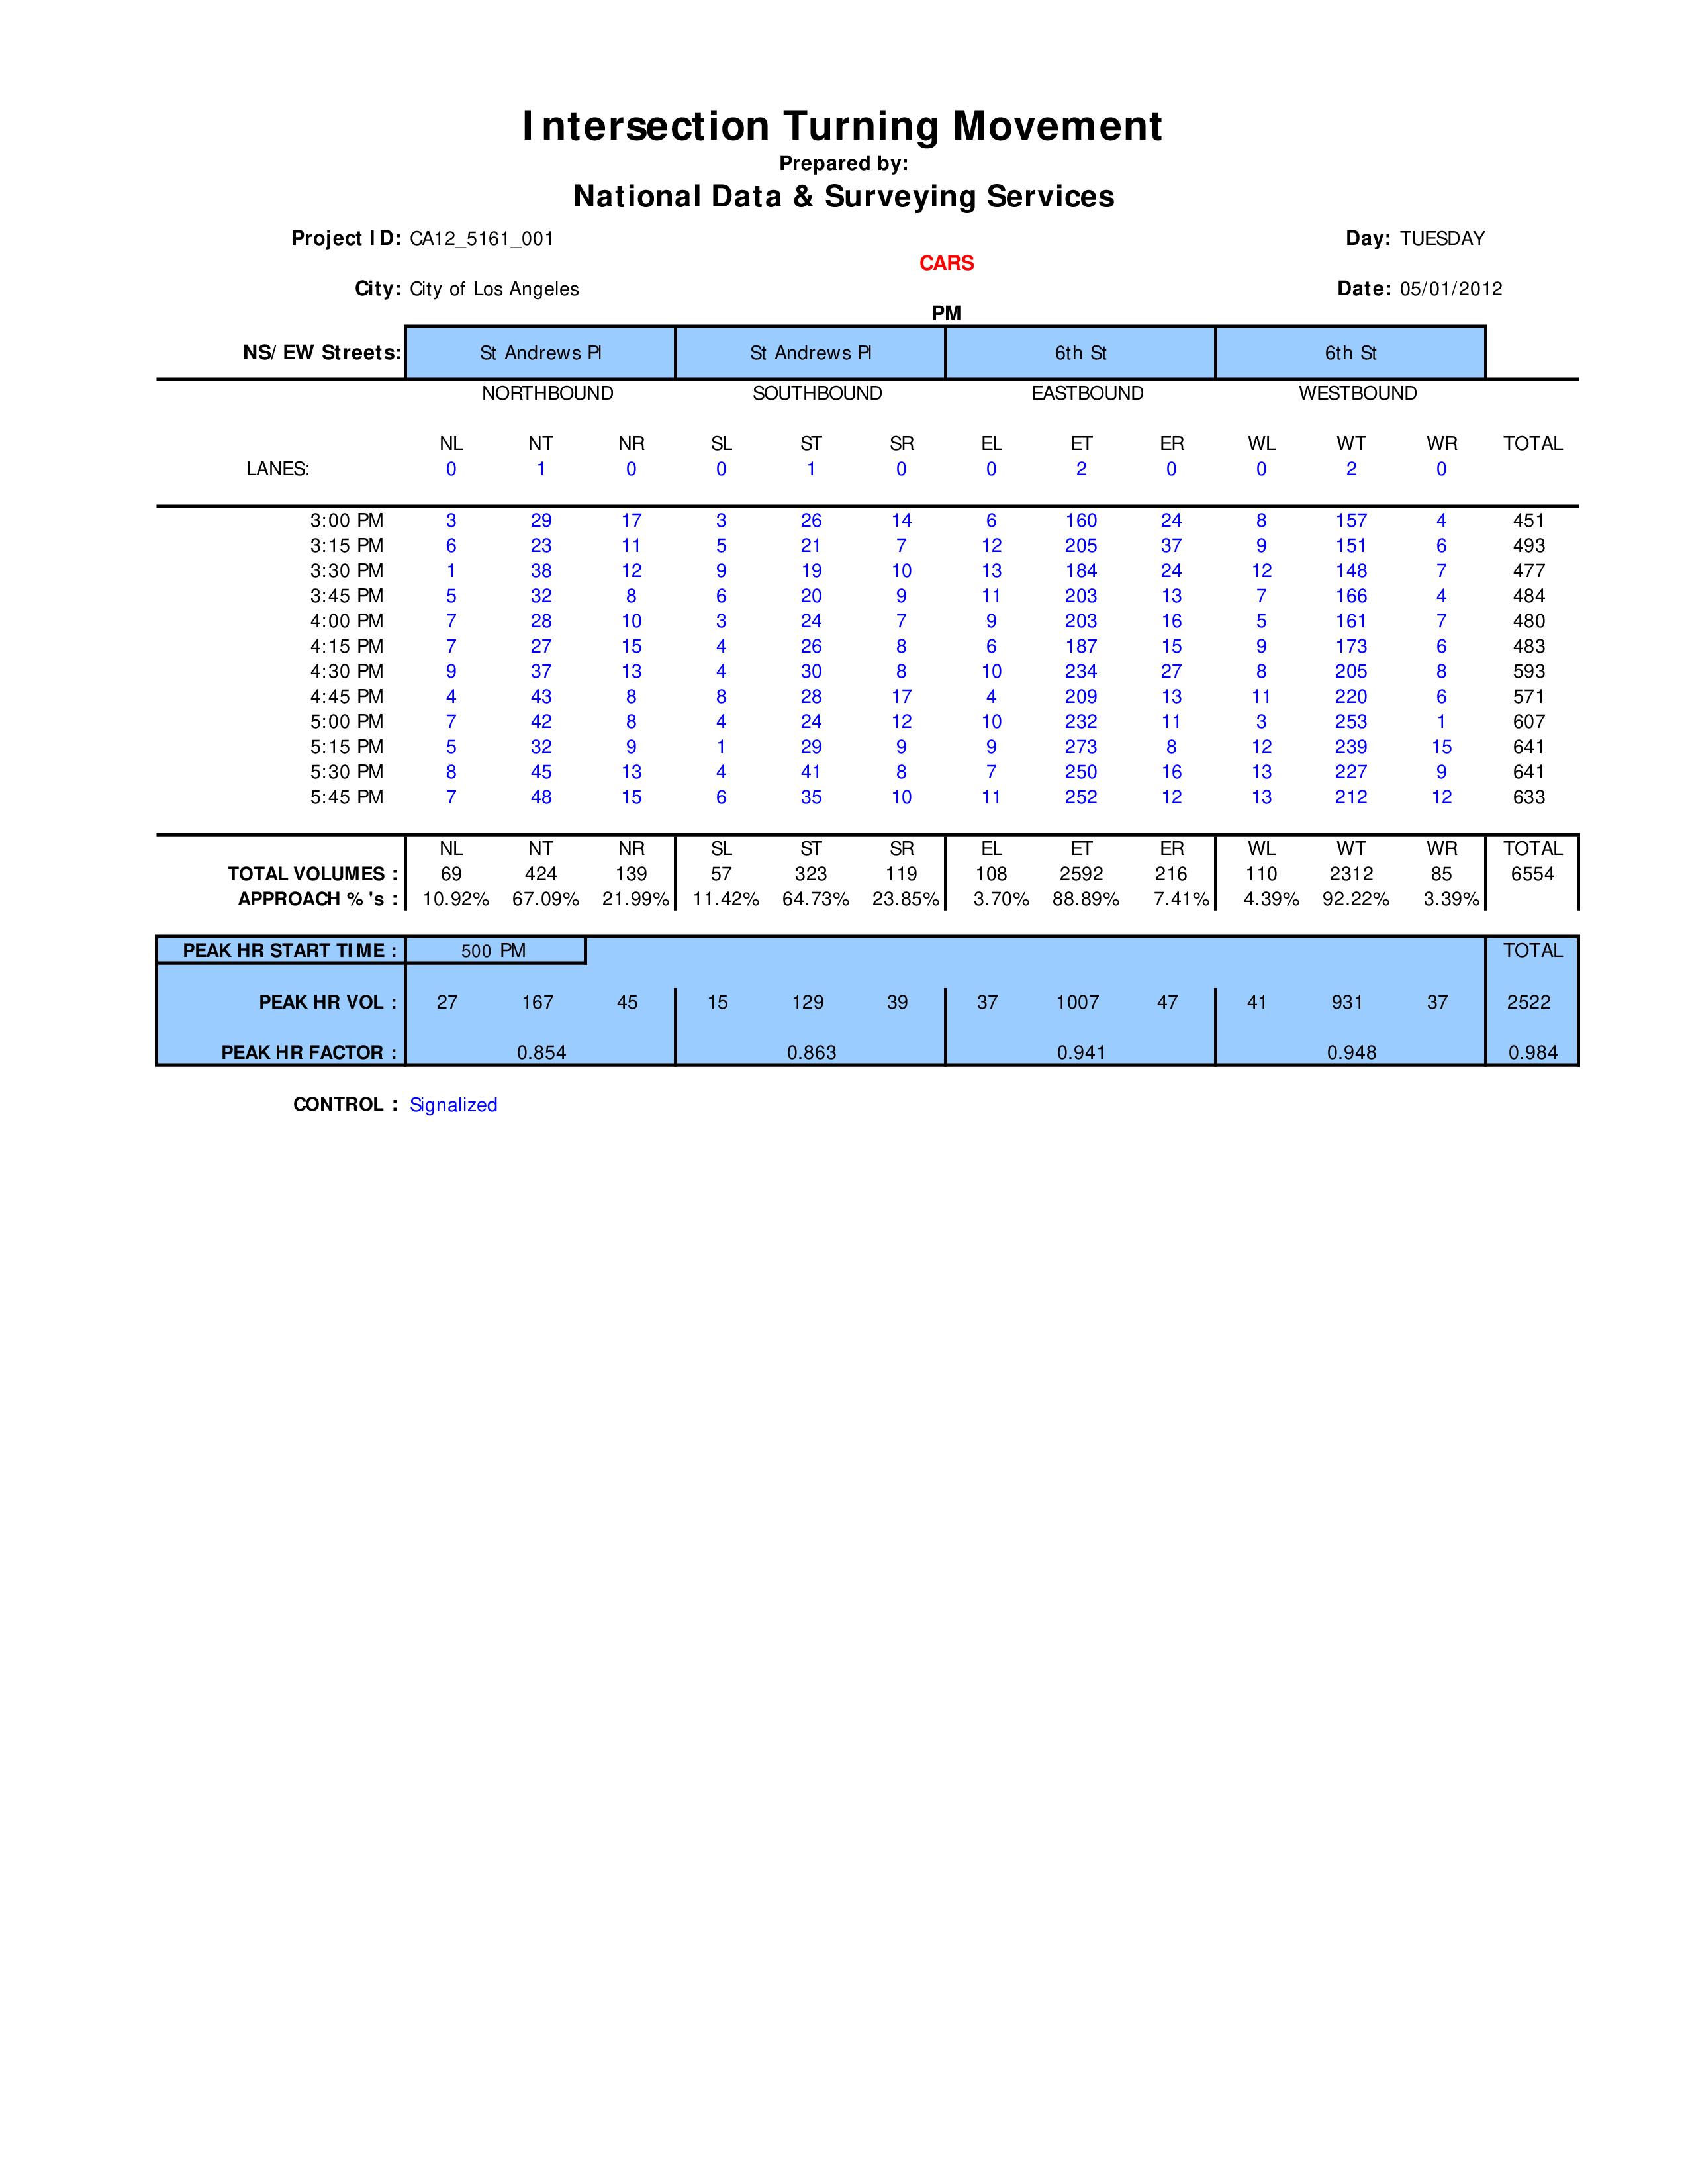 Intersection Turning Movement
Prepared by:
National Data & Surveying Services
Project ID: CA12_5161_001 Day: TUESDAY
CARS
City: City of Los Angeles Date: 05/01/2012
PM
NS/EW Streets: St Andrews Pl St Andrews Pl 6th St 6th St
NORTHBOUND SOUTHBOUND EASTBOUND WESTBOUND
NL NT NR SL ST SR EL ET ER WL WT WR TOTAL
LANES: 0 1 0 0 1 0 0 2 0 0 2 0
3:00 PM 3 29 17 3 26 14 6 160 24 8 157 4 451
3:15 PM 6 23 11 5 21 7 12 205 37 9 151 6 493
3:30 PM 1 38 12 9 19 10 13 184 24 12 148 7 477
3:45 PM 5 32 8 6 20 9 11 203 13 7 166 4 484
4:00 PM 7 28 10 3 24 7 9 203 16 5 161 7 480
4:15 PM 7 27 15 4 26 8 6 187 15 9 173 6 483
4:30 PM 9 37 13 4 30 8 10 234 27 8 205 8 593
4:45 PM 4 43 8 8 28 17 4 209 13 11 220 6 571
5:00 PM 7 42 8 4 24 12 10 232 11 3 253 1 607
5:15 PM 5 32 9 1 29 9 9 273 8 12 239 15 641
5:30 PM 8 45 13 4 41 8 7 250 16 13 227 9 641
5:45 PM 7 48 15 6 35 10 11 252 12 13 212 12 633
NL NT NR SL ST SR EL ET ER WL WT WR TOTAL
TOTAL VOLUMES : 69 424 139 57 323 119 108 2592 216 110 2312 85 6554
APPROACH %'s : 10.92% 67.09% 21.99% 11.42% 64.73% 23.85% 3.70% 88.89% 7.41% 4.39% 92.22% 3.39%
PEAK HR START TIME : 500 PM TOTAL
PEAK HR VOL : 27 167 45 15 129 39 37 1007 47 41 931 37 2522
PEAK HR FACTOR : 0.854 0.863 0.941 0.948 0.984
CONTROL : Signalized